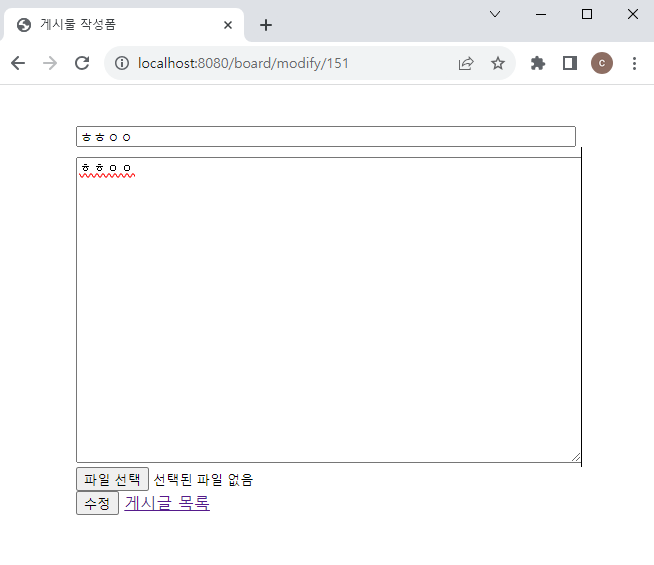 게시물 작성폼
localhost:8080/board/modify/151
c
ㅎㅎㅇㅇ
ㅎㅎㅇㅇ
파일 선택 선택된 파일 없음
수정 게시글 목록